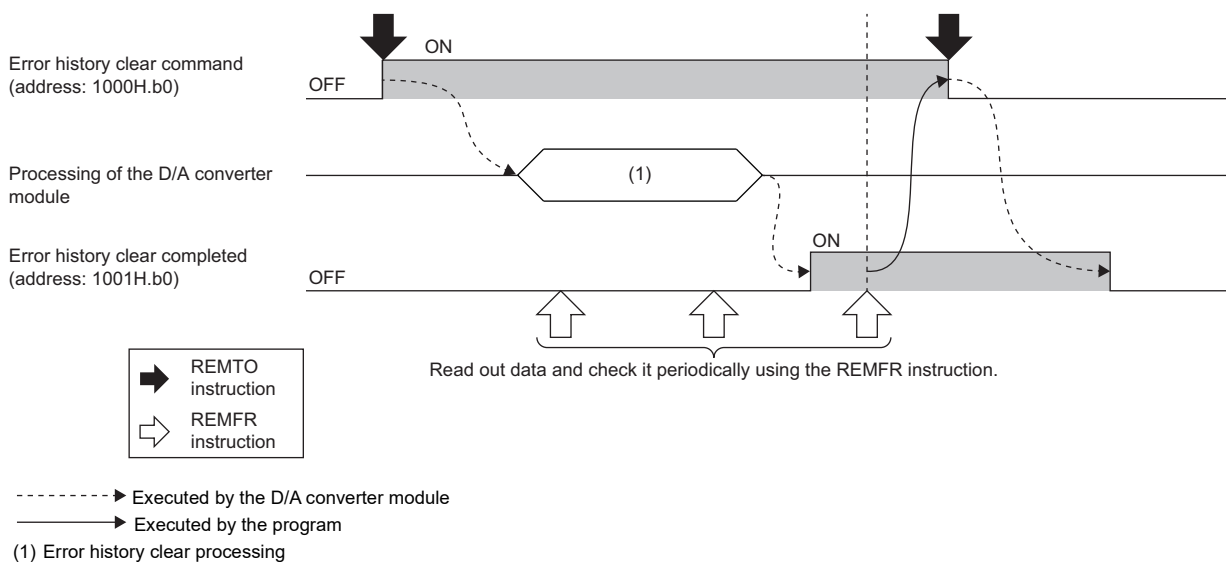 ON
Error history clear command
(address: 1000H.b0)
OFF
Processing of the D/A converter
module
(1)
Error history clear completed
(address: 1001H.b0)
ON
OFF
Read out data and check it periodically using the REMFR instruction.
REMTO
instruction
REMFR
instruction
Executed by the D/A converter module
Executed by the program
(1) Error history clear processing